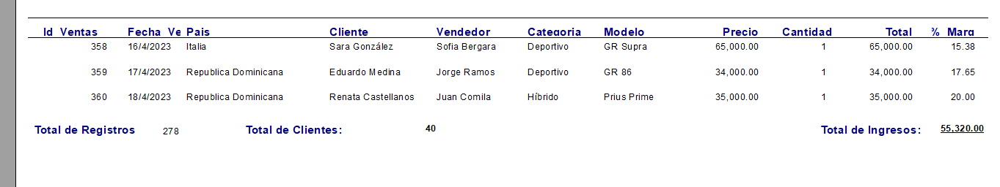 Id Ventas Fecha Ve Pais Cliente Vendedor Categoria Modelo Precio Cantidad Total % Marg
358 16/4/2023 Italia Sara González Sofia Bergara Deportivo GR Supra 65,000.00 1 65,000.00 15.38
359 17/4/2023 Republica Dominicana Eduardo Medina Jorge Ramos Deportivo GR 86 34,000.00 1 34,000.00 17.65
360 18/4/2023 Republica Dominicana Renata Castellanos Juan Comila Híbrido Prius Prime 35,000.00 1 35,000.00 20.00
Total de Registros 278 Total de Clientes: 40 Total de Ingresos: 55,320.00